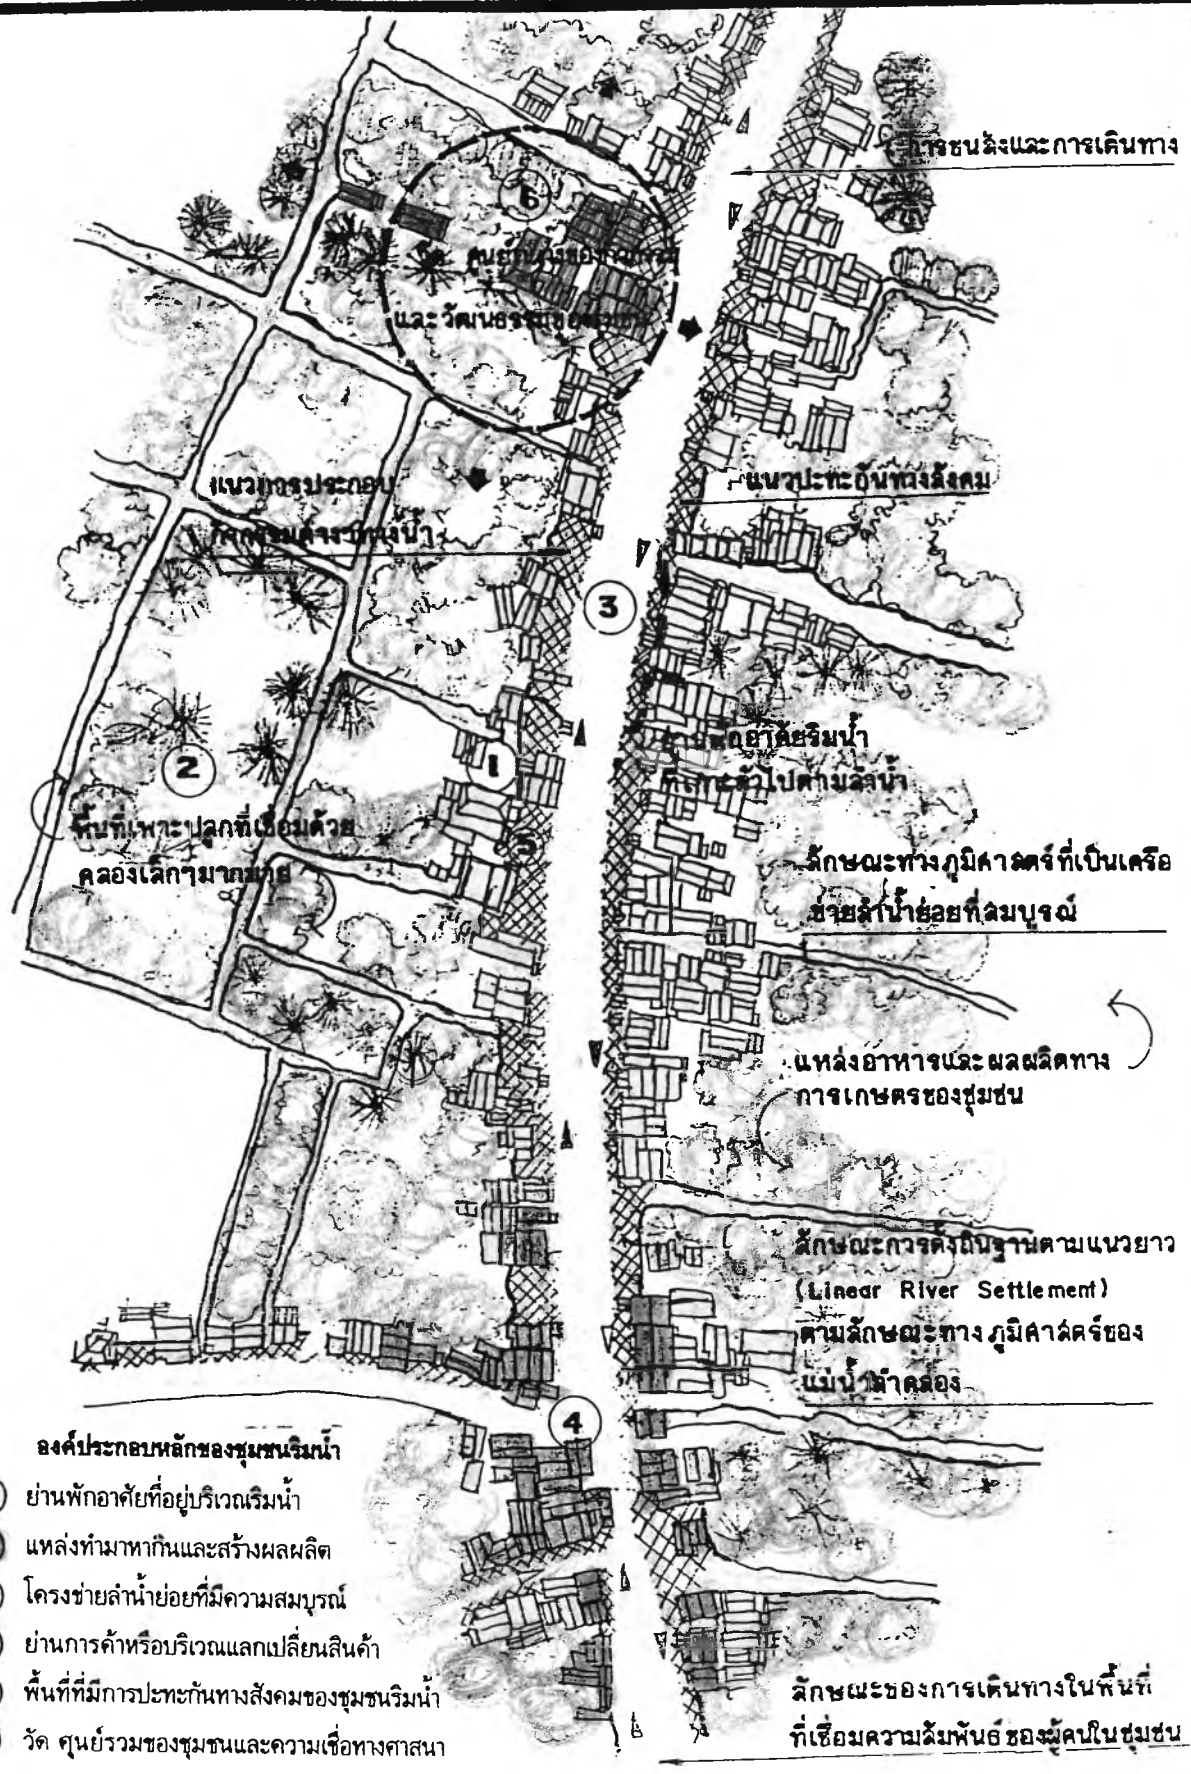 การขนส่งและการเดินทาง
6
วัด ศูนย์กลางของกิจกรรม
และวัฒนธรรมของชุมชน
แนวการประกอบ
กิจกรรมต่างๆทางน้ำ
แนวปะทะกันทางสังคม
3
ย่านพักอาศัยริมน้ำ
ที่เกาะตัวไปตามลำน้ำ
1
2
5
พื้นที่เพาะปลูกที่เชื่อมด้วย
คลองเล็กๆมากมาย
ลักษณะทางภูมิศาสตร์ที่เป็นเครือ
ข่ายลำน้ำย่อยที่สมบูรณ์
แหล่งอาหารและผลผลิตทาง
การเกษตรของชุมชน
ลักษณะการตั้งถิ่นฐานตามแนวยาว
(Linear River Settlement)
ตามลักษณะทางภูมิศาสตร์ของ
แม่น้ำลำคลอง
4
องค์ประกอบหลักของชุมชนริมน้ำ
ย่านพักอาศัยที่อยู่บริเวณริมน้ำ
แหล่งทำมาหากินและสร้างผลผลิต
โครงข่ายลำน้ำย่อยที่มีความสมบูรณ์
ย่านการค้าหรือบริเวณแลกเปลี่ยนสินค้า
พื้นที่ที่มีการปะทะกันทางสังคมของชุมชนริมน้ำ
วัด ศูนย์รวมของชุมชนและความเชื่อทางศาสนา
ลักษณะของการเดินทางในพื้นที่
ที่เชื่อมความสัมพันธ์ของผู้คนในชุมชน